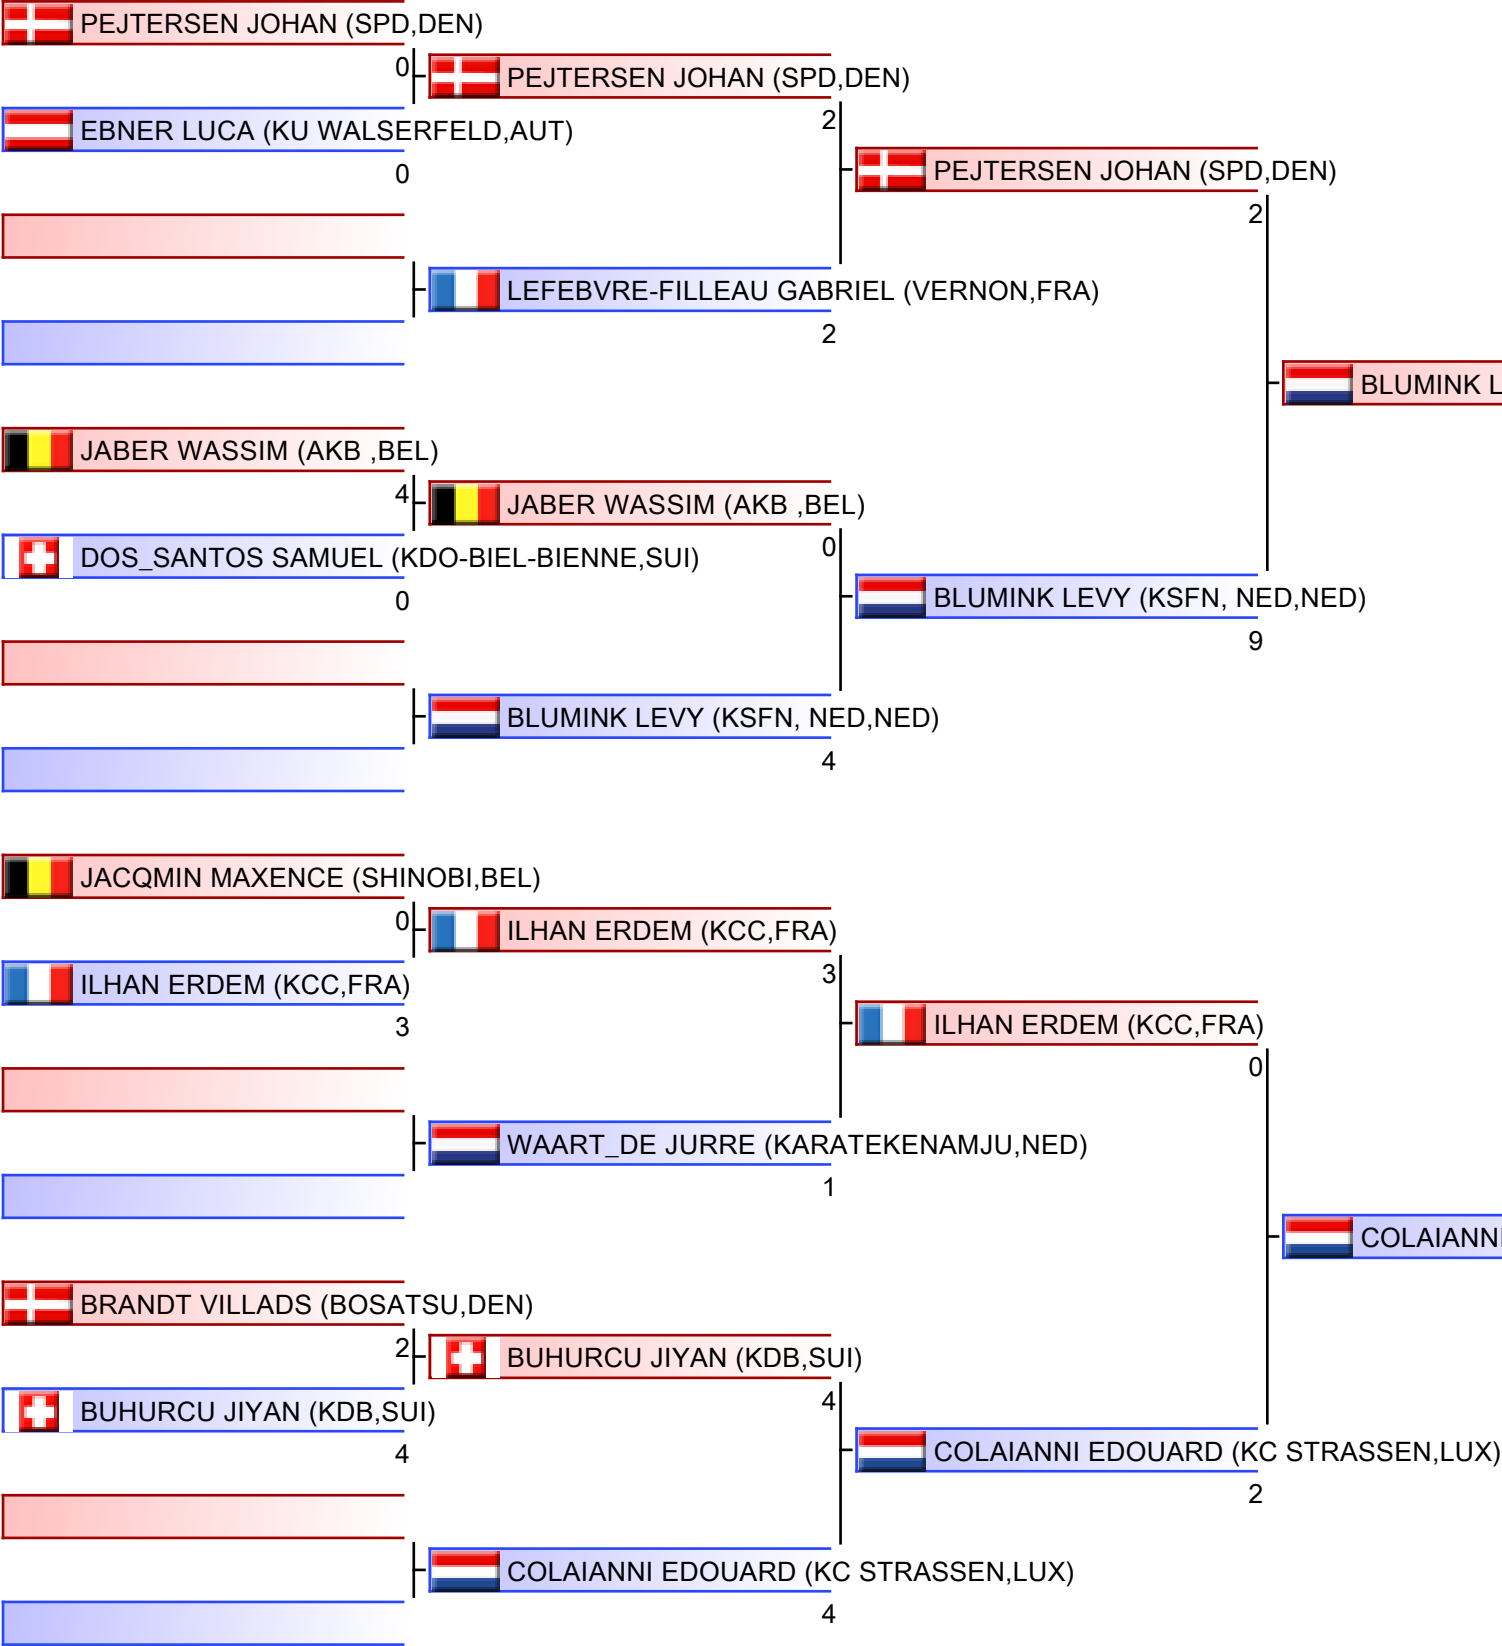 PEJTERSEN JOHAN (SPD,DEN)
0
PEJTERSEN JOHAN (SPD,DEN)
2
EBNER LUCA (KU WALSERFELD,AUT)
0
PEJTERSEN JOHAN (SPD,DEN)
2
LEFEBVRE-FILLEAU GABRIEL (VERNON,FRA)
2
BLUMINK L
JABER WASSIM (AKB ,BEL)
4
JABER WASSIM (AKB ,BEL)
0
DOS_SANTOS SAMUEL (KDO-BIEL-BIENNE,SUI)
0
BLUMINK LEVY (KSFN, NED,NED)
9
BLUMINK LEVY (KSFN, NED,NED)
4
JACQMIN MAXENCE (SHINOBI,BEL)
0
ILHAN ERDEM (KCC,FRA)
3
ILHAN ERDEM (KCC,FRA)
3
ILHAN ERDEM (KCC,FRA)
0
WAART_DE JURRE (KARATEKENAMJU,NED)
1
COLAIANNI
BRANDT VILLADS (BOSATSU,DEN)
2
BUHURCU JIYAN (KDB,SUI)
4
BUHURCU JIYAN (KDB,SUI)
4
COLAIANNI EDOUARD (KC STRASSEN,LUX)
2
COLAIANNI EDOUARD (KC STRASSEN,LUX)
4